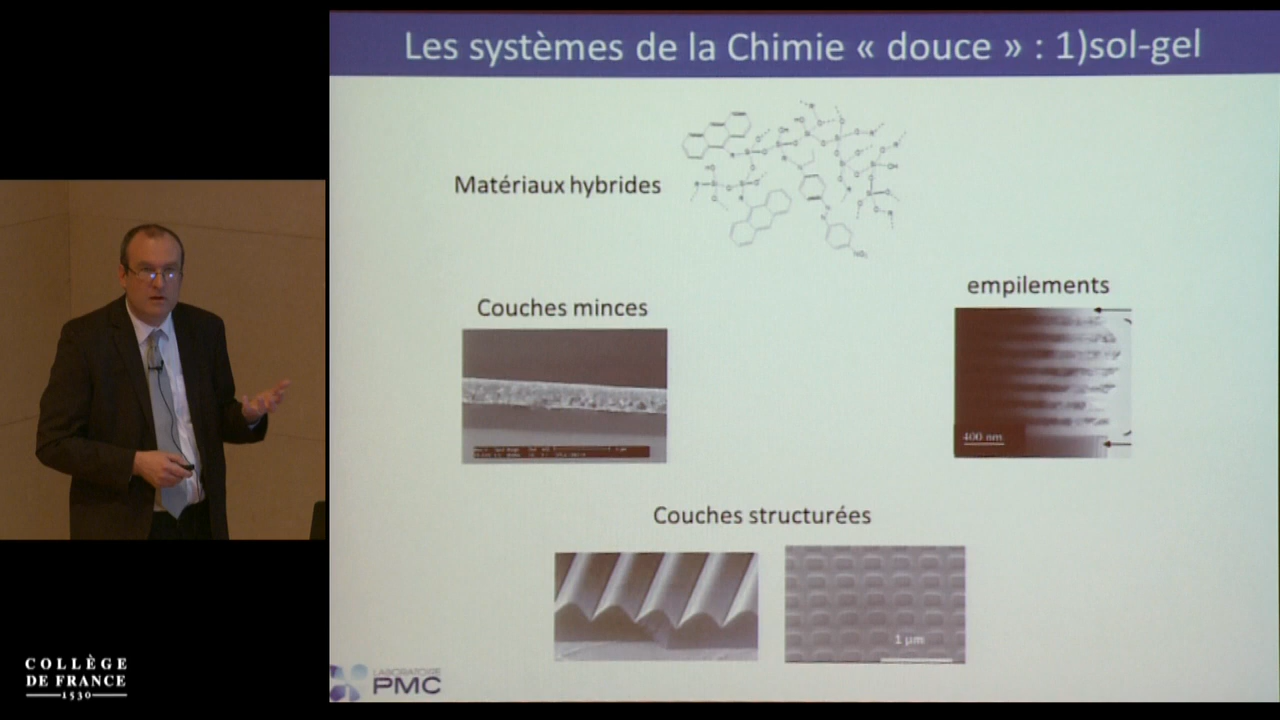 Les systèmes de la Chimie « douce » : 1)sol-gel
Matériaux hybrides
empilements
Couches minces
400 nm
Couches structurées
1 µm
LABORATOIRE
PMC
COLLÈGE
DE FRANCE
1530